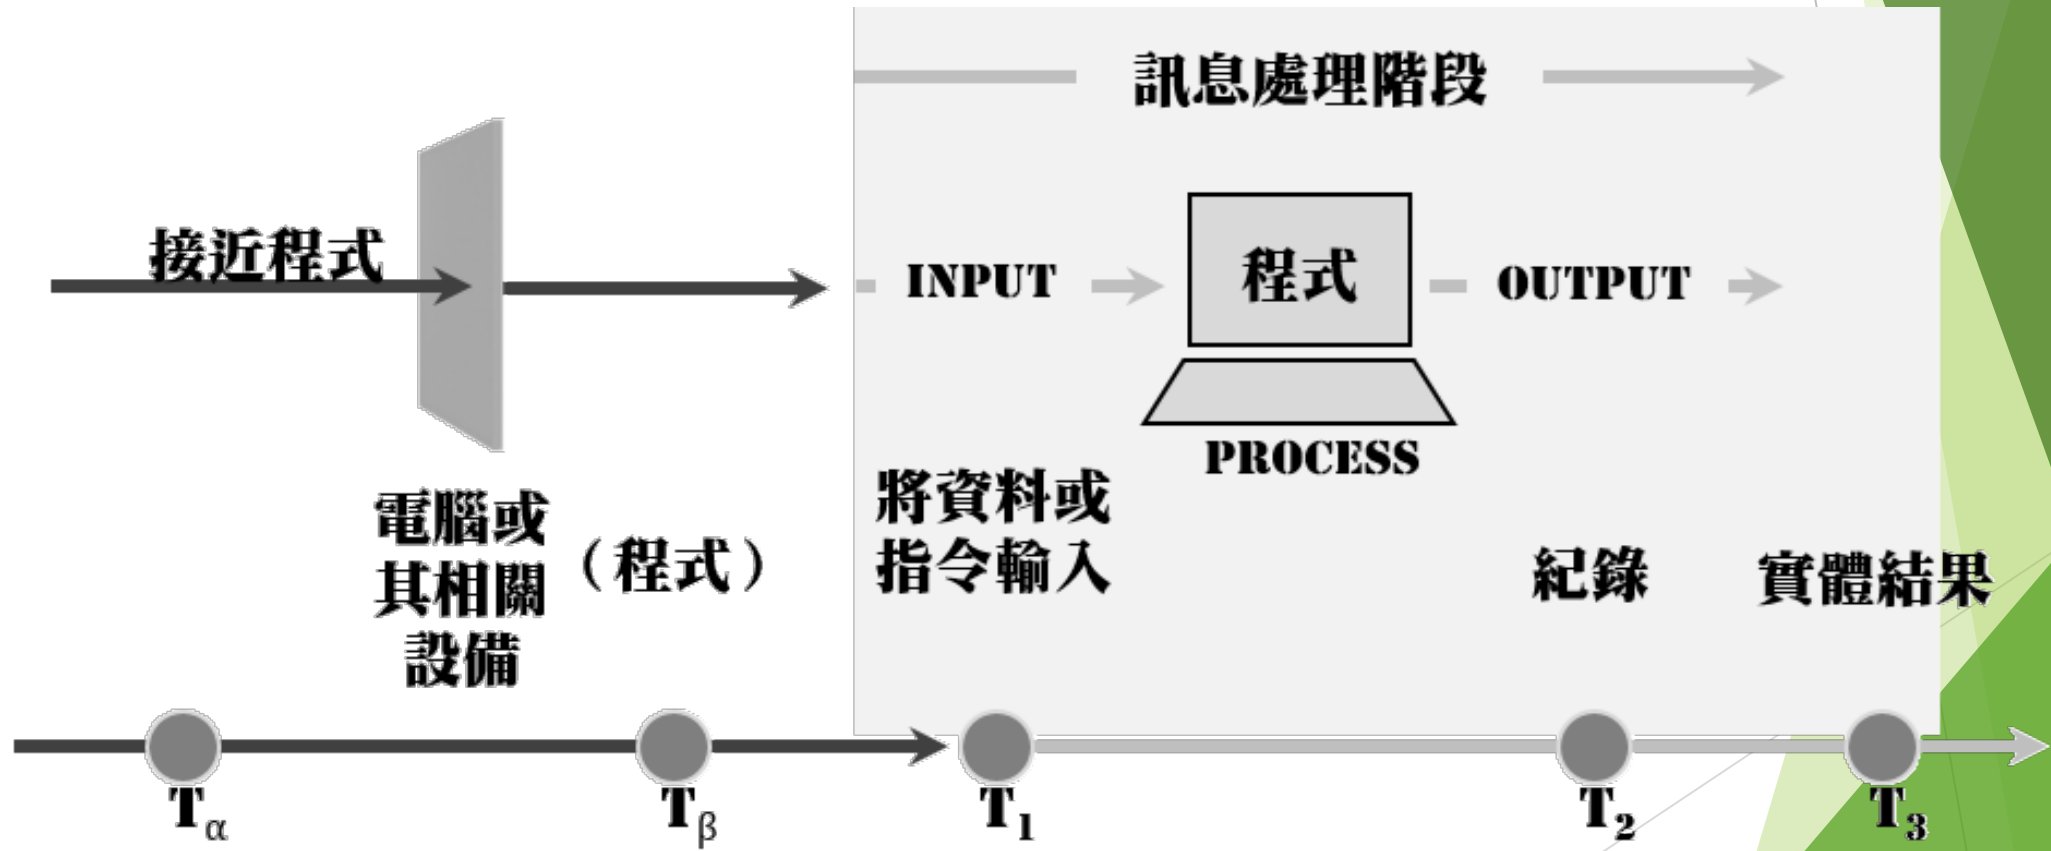 訊息處理階段
接近程式
INPUT
程式
OUTPUT
PROCESS
電腦或
其相關
設備
（程式）
將資料或
指令輸入
紀錄
實體結果
Tα
Tβ
T1
T2
T3